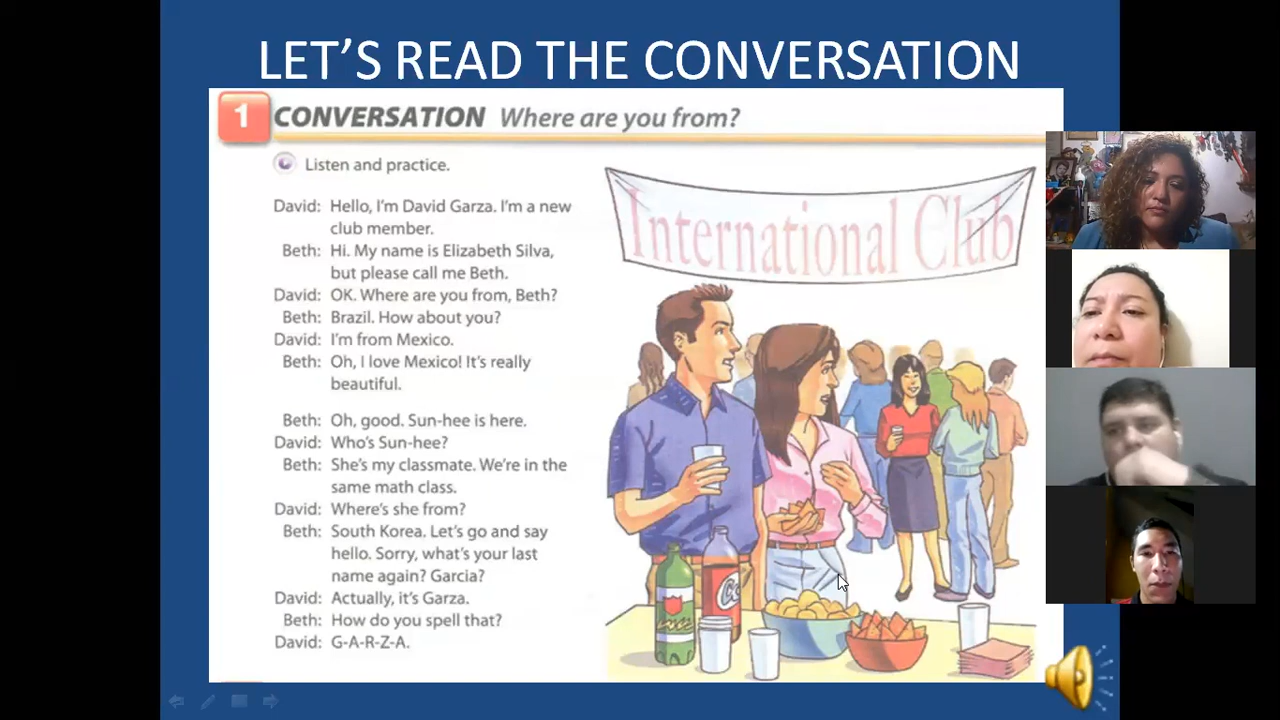 LET'S READ THE CONVERSATION
1 CONVERSATION Where are you from?
Listen and practice.
David: Hello, I'm David Garza. I'm a new
club member.
Beth: Hi. My name is Elizabeth Silva,
but please call me Beth.
David: OK. Where are you from, Beth?
Beth: Brazil. How about you?
David: I'm from Mexico.
Beth: Oh, I love Mexico! It's really
beautiful.
Beth: Oh, good. Sun-hee is here.
David: Who's Sun-hee?
Beth: She's my classmate. We're in the
same math class.
David: Where's she from?
Beth: South Korea. Let's go and say
hello. Sorry, what's your last
name again? Garcia?
David: Actually, it's Garza.
Beth: How do you spell that?
David: G-A-R-Z-A.
International Club